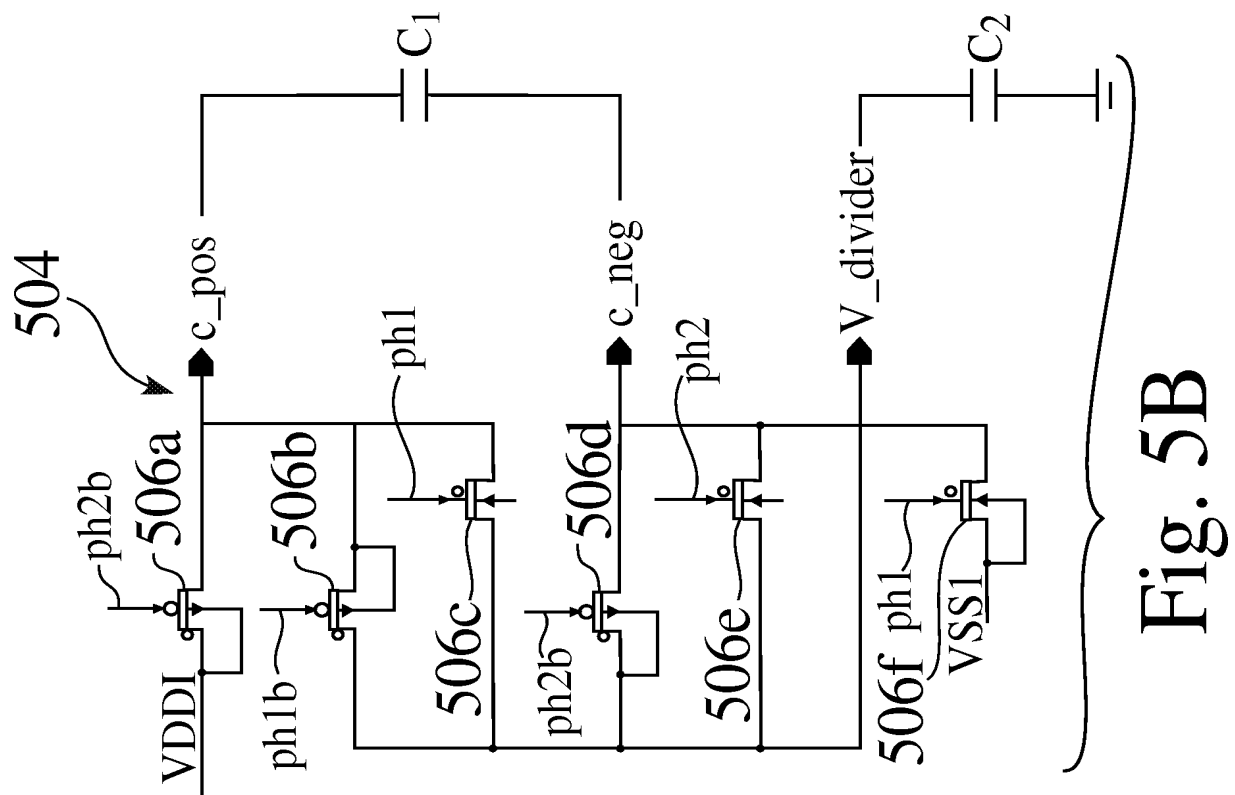 504
VDDI
ph2b
506a
c_pos
C1
ph1b
506b
ph1
506c
ph2b
506d
c_neg
ph2
506e
V_divider
C2
506f
ph1
VSS1
Fig. 5B